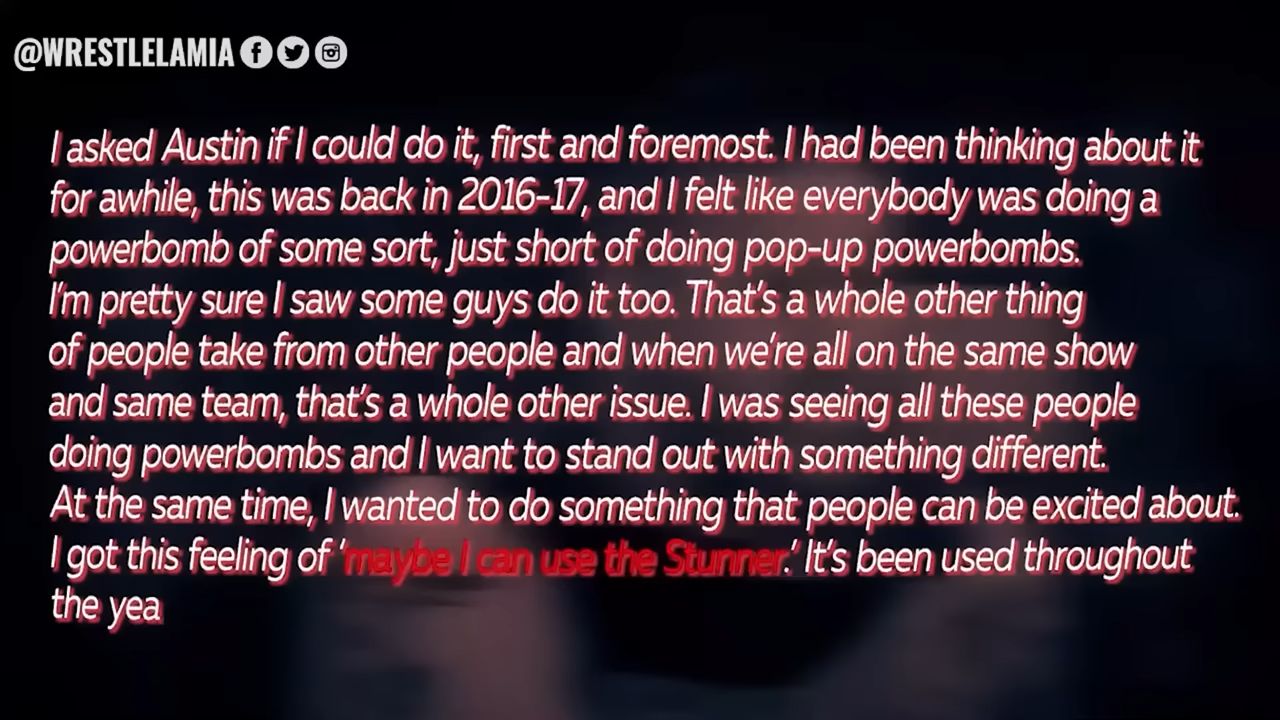 @WRESTLELAMIA
I asked Austin if I could do it, first and foremost. I had been thinking about it
for awhile, this was back in 2016-17, and I felt like everybody was doing a
powerbomb of some sort, just short of doing pop-up powerbombs.
I'm pretty sure I saw some guys do it too. That's a whole other thing
of people take from other people and when we're all on the same show
and same team, that's a whole other issue. I was seeing all these people
doing powerbombs and I want to stand out with something different.
At the same time, I wanted to do something that people can be excited about.
I got this feeling of 'maybe I can use the Stunner.' It's been used throughout
the yea